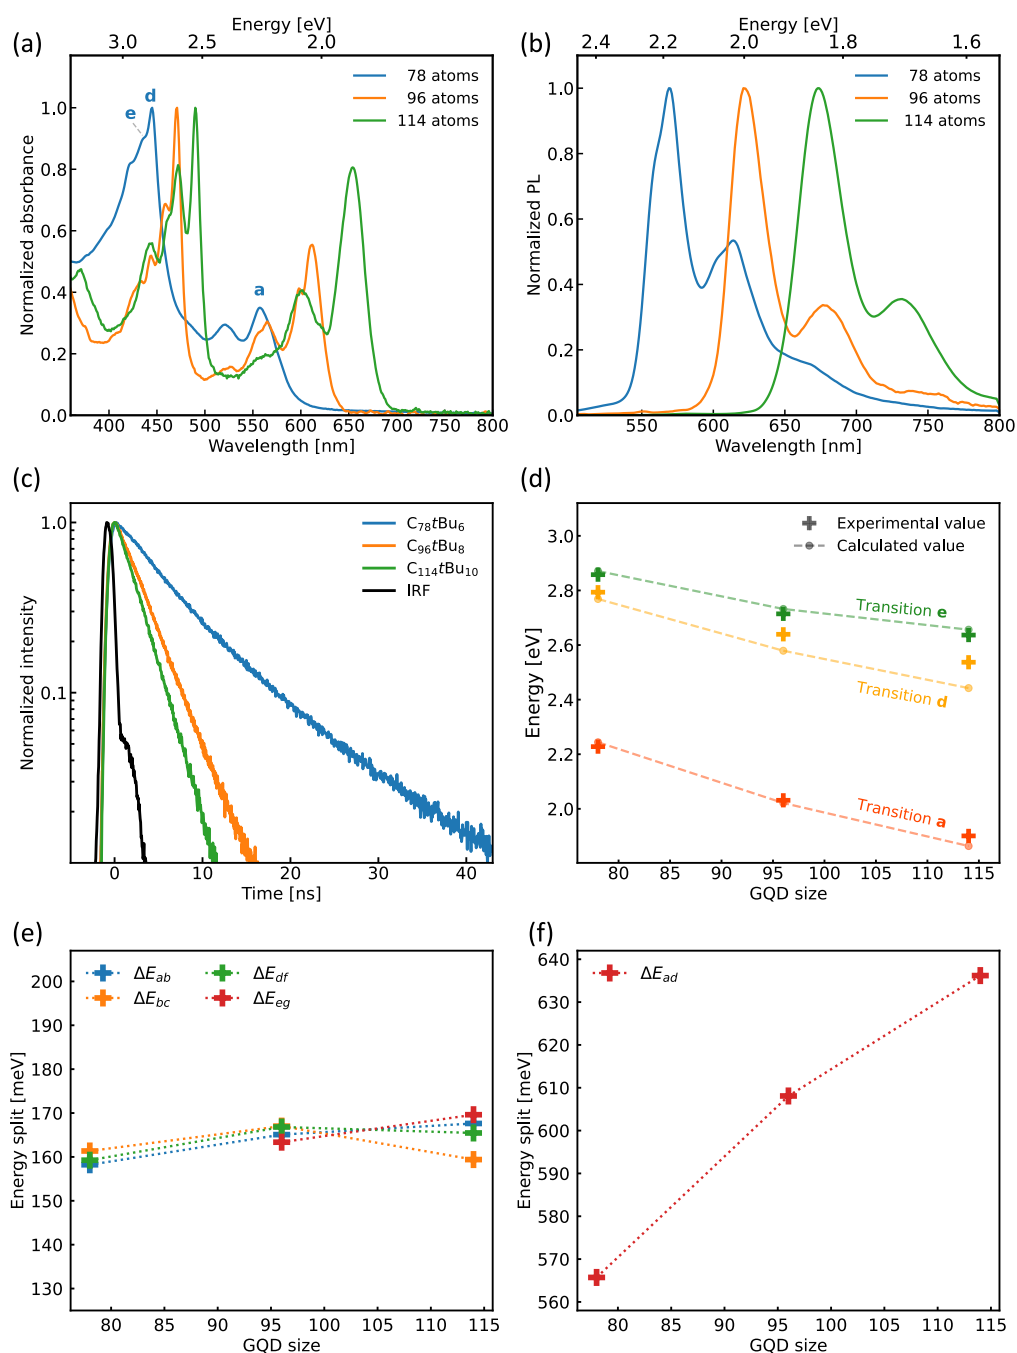 (a)
Energy [eV]
3.0 2.5 2.0
78 atoms
96 atoms
114 atoms
d
e
a
Normalized absorbance
1.0
0.8
0.6
0.4
0.2
0.0
400 450 500 550 600 650 700 750 800
Wavelength [nm]
(b)
Energy [eV]
2.4 2.2 2.0 1.8 1.6
78 atoms
96 atoms
114 atoms
Normalized PL
1.0
0.8
0.6
0.4
0.2
0.0
550 600 650 700 750 800
Wavelength [nm]
(c)
C₇₈tBu₆
C₉₆tBu₈
C₁₁₄tBu₁₀
IRF
Normalized intensity
1.0
0.1
0 10 20 30 40
Time [ns]
(d)
Experimental value
Calculated value
Transition e
Transition d
Transition a
Energy [eV]
3.0
2.8
2.6
2.4
2.2
2.0
80 85 90 95 100 105 110 115
GQD size
(e)
ΔE_ab
ΔE_bc
ΔE_df
ΔE_eg
Energy split [meV]
200
190
180
170
160
150
140
130
80 85 90 95 100 105 110 115
GQD size
(f)
ΔE_ad
Energy split [meV]
640
630
620
610
600
590
580
570
560
80 85 90 95 100 105 110 115
GQD size